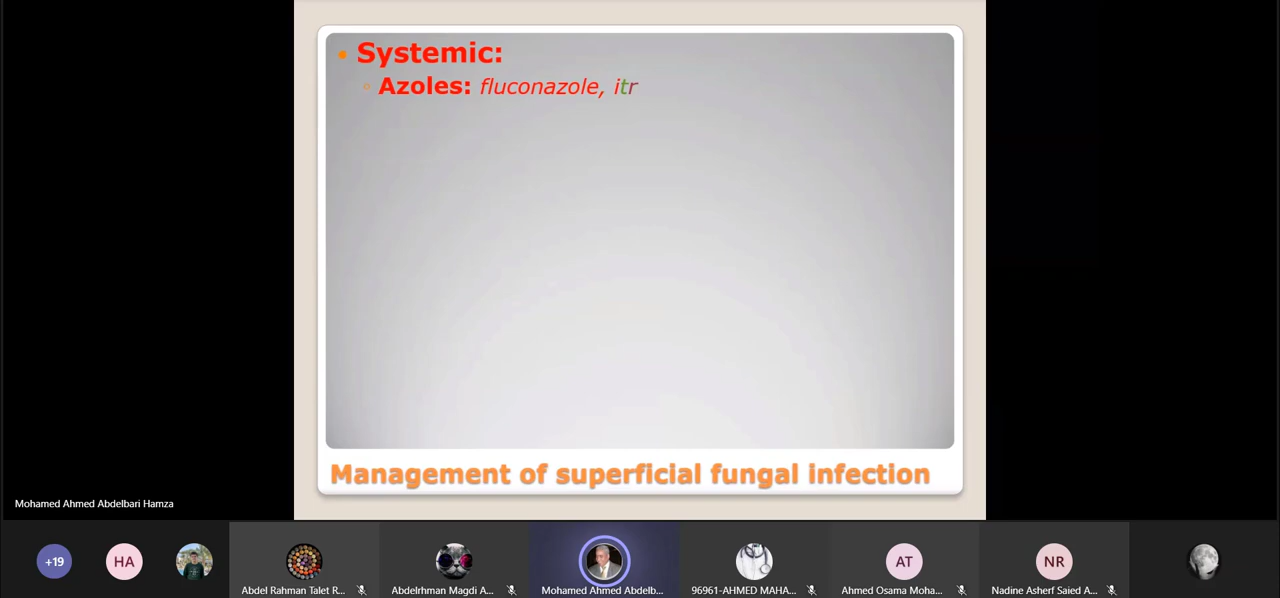 Systemic:
Azoles: fluconazole, itr
Management of superficial fungal infection
Mohamed Ahmed Abdelbari Hamza
+19
HA
AT
NR
Abdel Rahman Talet R...
Abdelrhman Magdi A...
Mohamed Ahmed Abdelb...
96961-AHMED MAHA...
Ahmed Osama Moha...
Nadine Asherf Saied A...